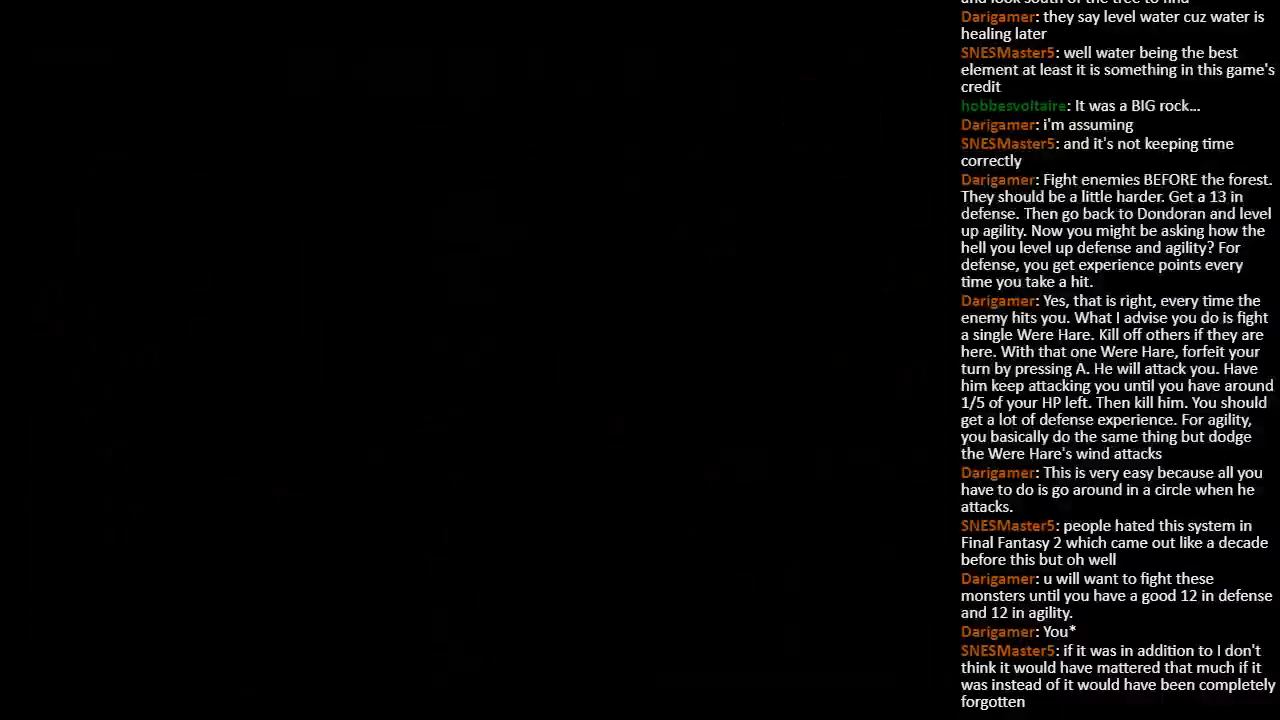 and look south of the tree to find
Darigamer: they say level water cuz water is
healing later
SNESMaster5: well water being the best
element at least it is something in this game's
credit
hobbesvoltaire: It was a BIG rock...
Darigamer: i'm assuming
SNESMaster5: and it's not keeping time
correctly
Darigamer: Fight enemies BEFORE the forest.
They should be a little harder. Get a 13 in
defense. Then go back to Dondoran and level
up agility. Now you might be asking how the
hell you level up defense and agility? For
defense, you get experience points every
time you take a hit.
Darigamer: Yes, that is right, every time the
enemy hits you. What I advise you do is fight
a single Were Hare. Kill off others if they are
here. With that one Were Hare, forfeit your
turn by pressing A. He will attack you. Have
him keep attacking you until you have around
1/5 of your HP left. Then kill him. You should
get a lot of defense experience. For agility,
you basically do the same thing but dodge
the Were Hare's wind attacks
Darigamer: This is very easy because all you
have to do is go around in a circle when he
attacks.
SNESMaster5: people hated this system in
Final Fantasy 2 which came out like a decade
before this but oh well
Darigamer: u will want to fight these
monsters until you have a good 12 in defense
and 12 in agility.
Darigamer: You*
SNESMaster5: if it was in addition to I don't
think it would have mattered that much if it
was instead of it would have been completely
forgotten